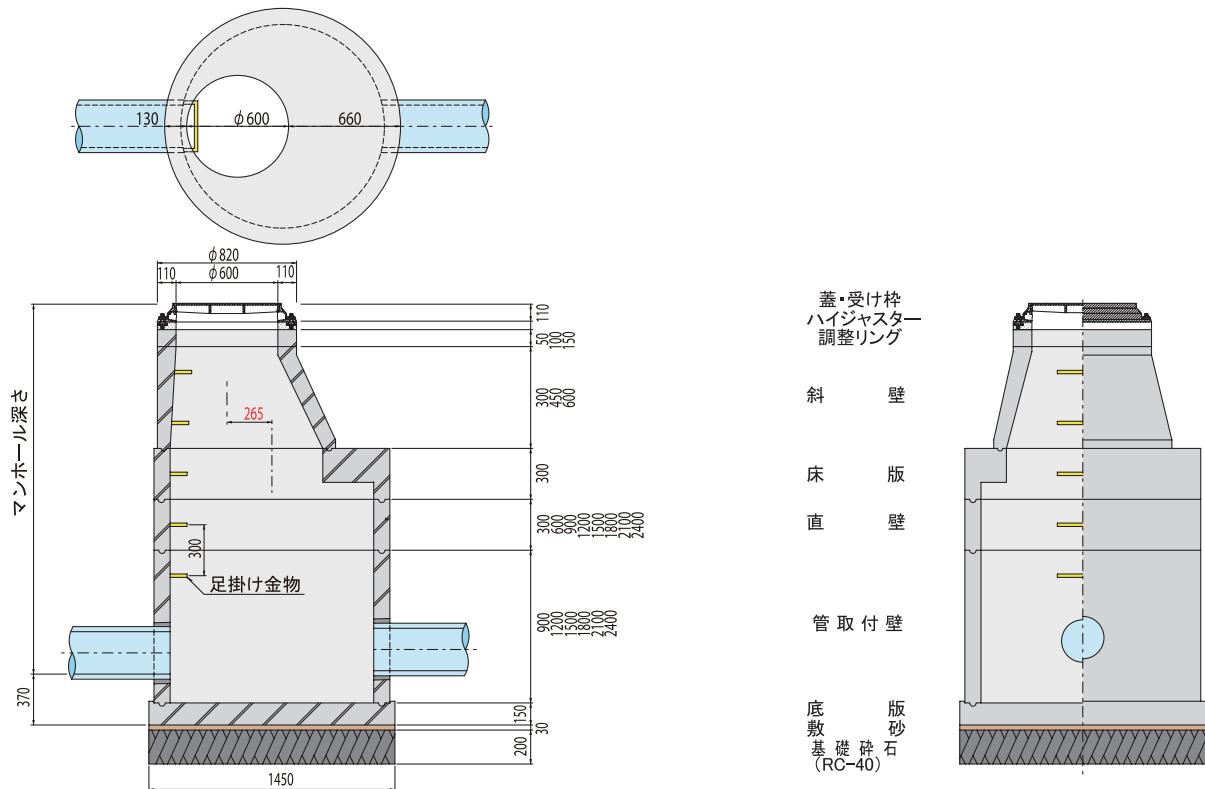 130
φ600
660
φ820
110
φ600
110
マンホール深さ
370
265
300
足掛け金物
1450
110
50
100
150
300
450
600
300
300
600
900
1200
1500
1800
2100
2400
900
1200
1500
1800
2100
2400
150
30
200
蓋・受け枠
ハイジャスター
調整リング
斜 壁
床 版
直 壁
管取付壁
底 版
敷 砂
基礎砕石
(RC-40)